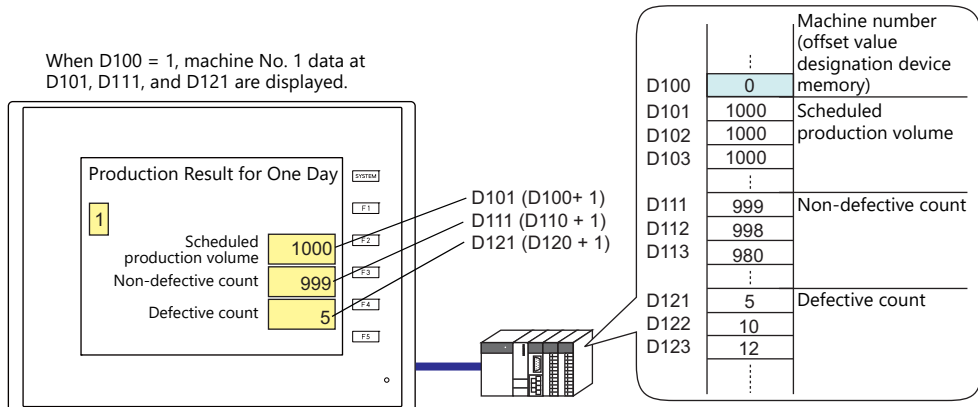 When D100 = 1, machine No. 1 data at
D101, D111, and D121 are displayed.
Production Result for One Day
1
Scheduled
production volume
1000
Non-defective count
999
Defective count
5
SYSTEM
F1
F2
F3
F4
F5
D101 (D100+ 1)
D111 (D110 + 1)
D121 (D120 + 1)
Machine number
(offset value
designation device
memory)
D100 0
D101 1000 Scheduled
D102 1000 production volume
D103 1000
D111 999 Non-defective count
D112 998
D113 980
D121 5 Defective count
D122 10
D123 12